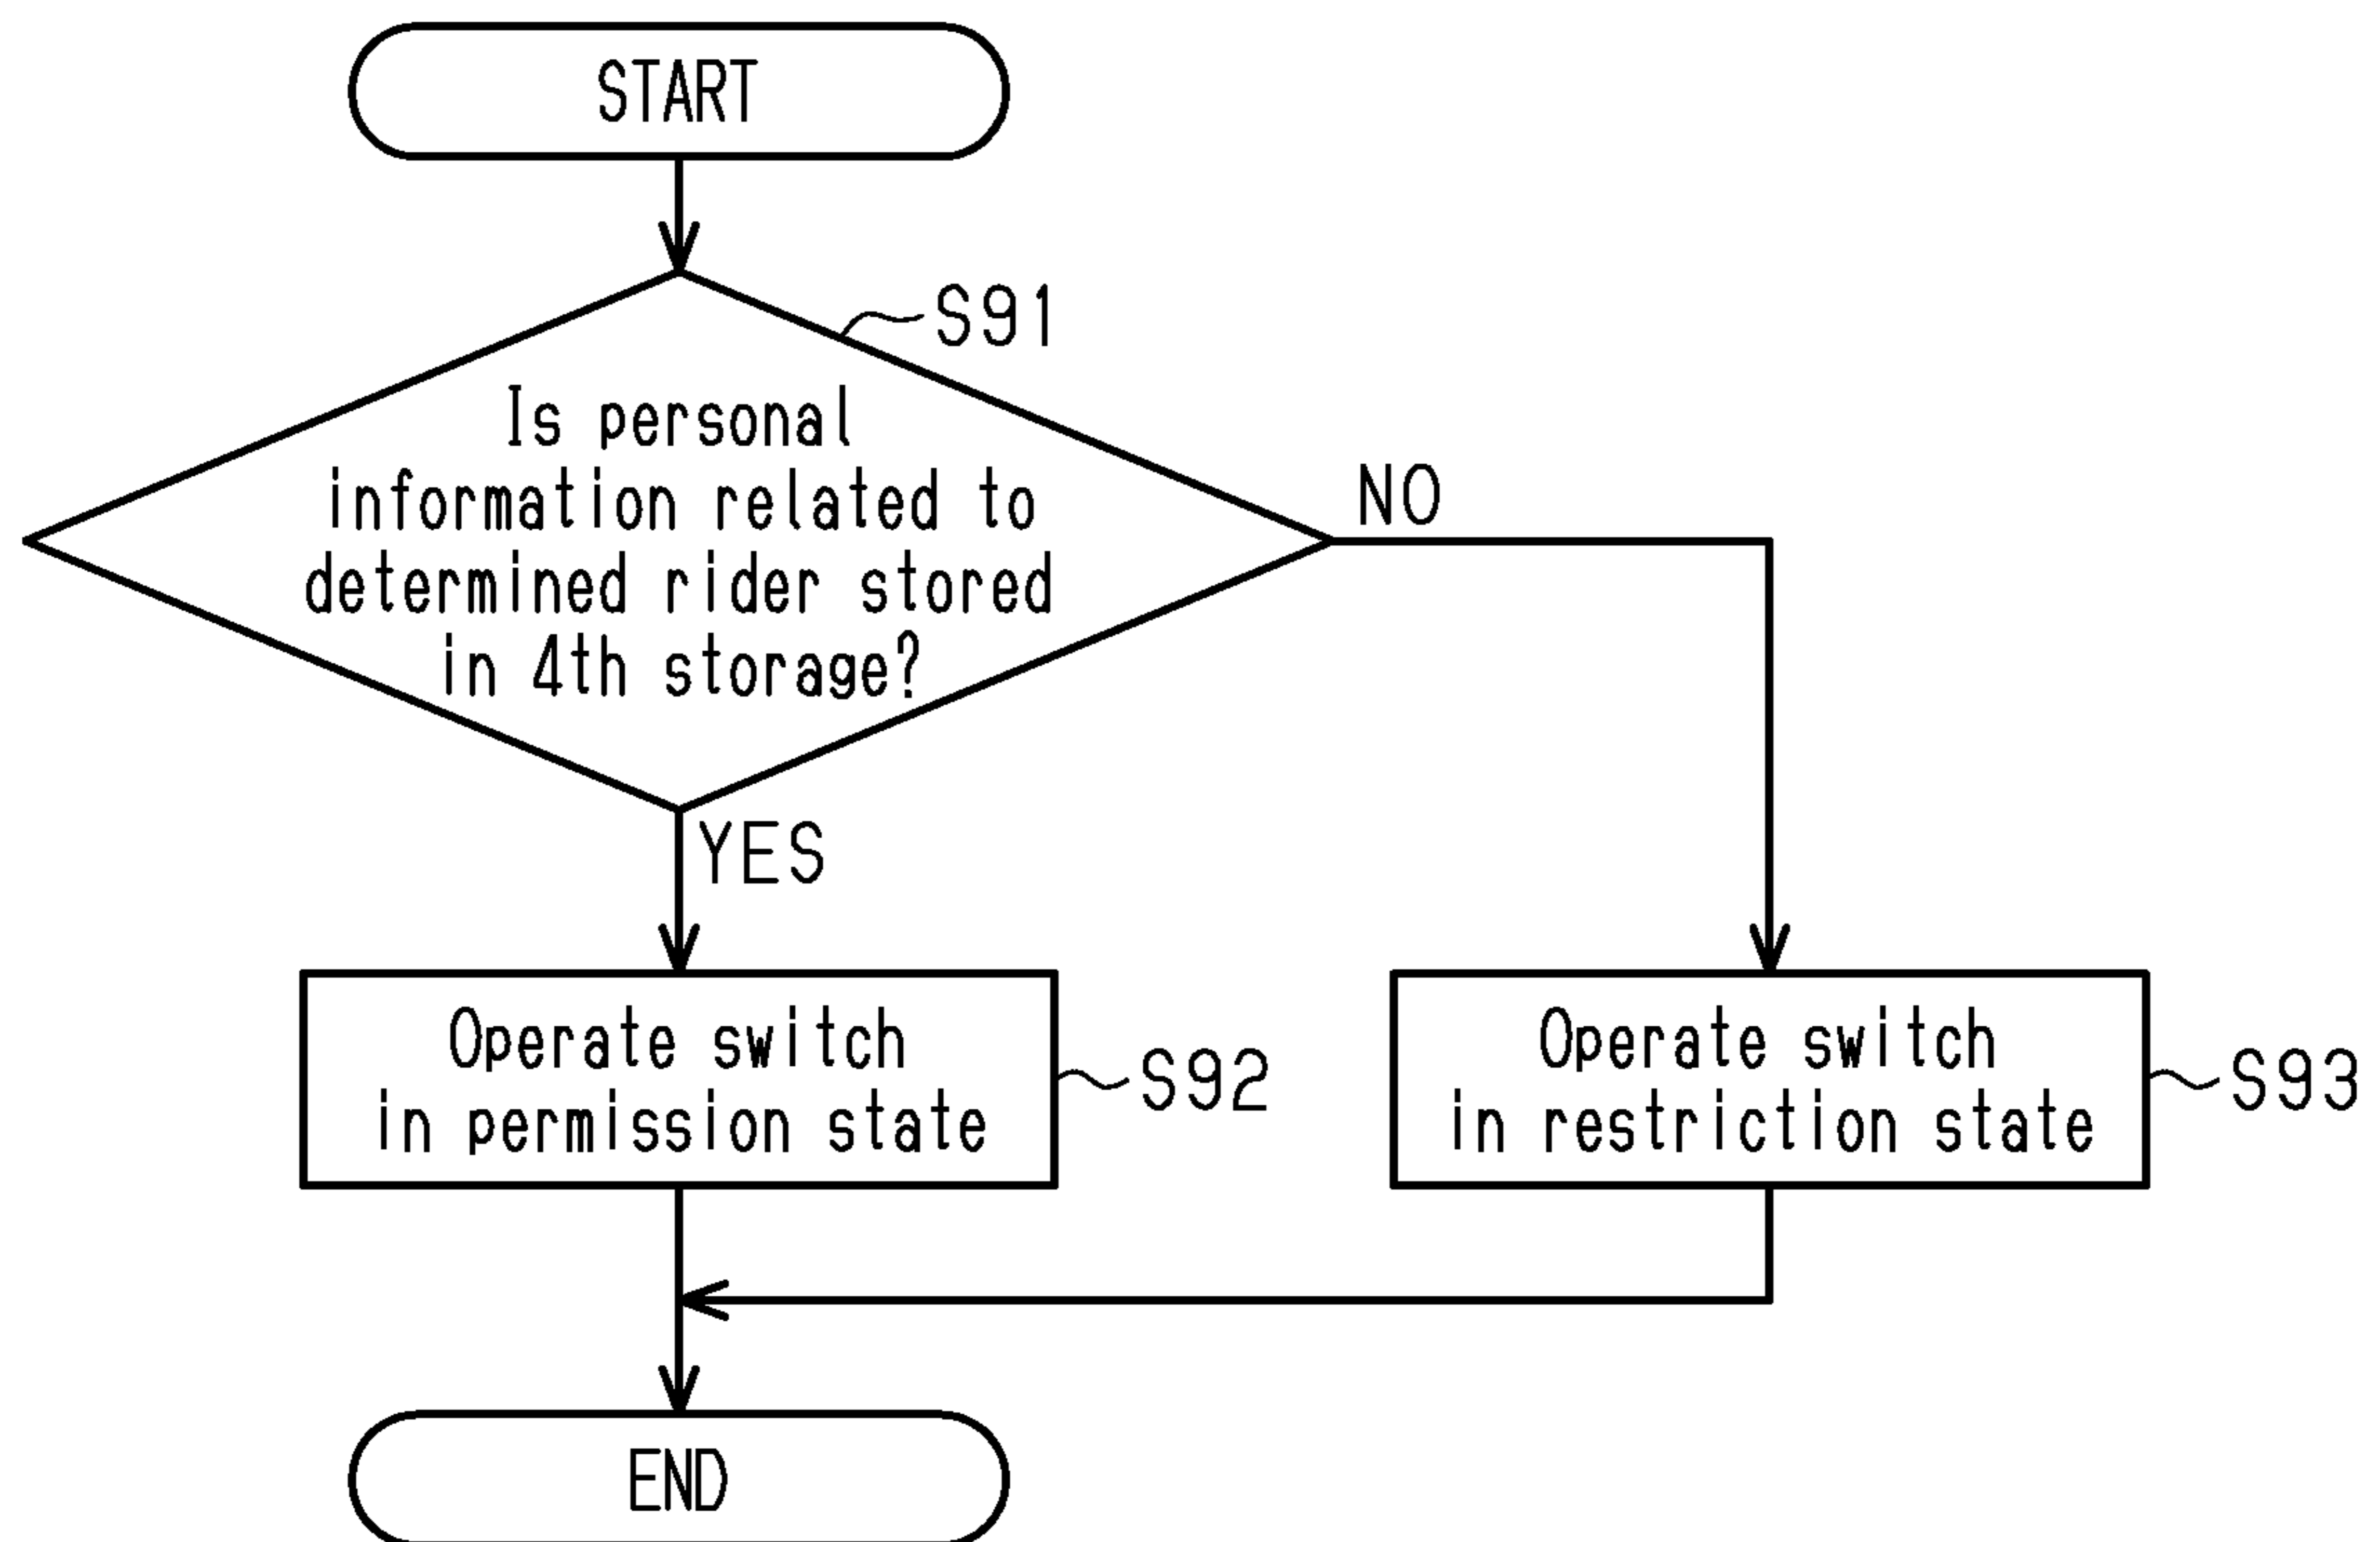 START
S91
Is personal
information related to
determined rider stored
in 4th storage?
NO
YES
Operate switch
in permission state
S92
Operate switch
in restriction state
S93
END